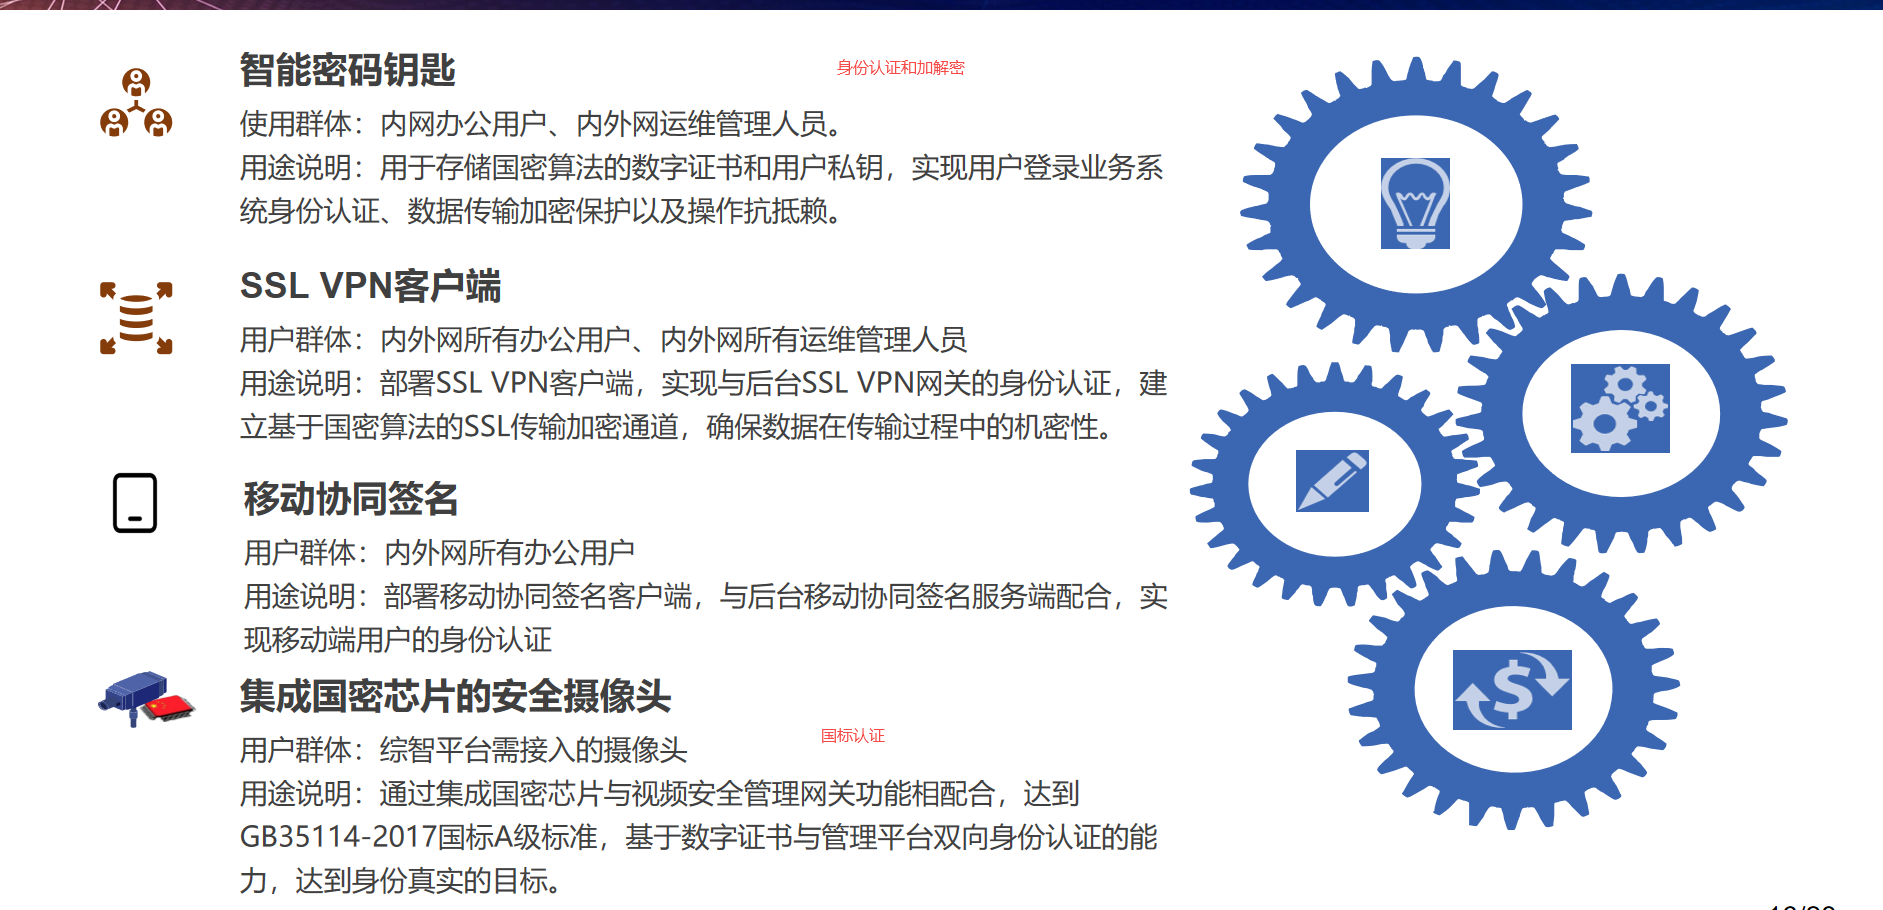 智能密码钥匙
身份认证和加解密
使用群体：内网办公用户、内外网运维管理人员。
用途说明：用于存储国密算法的数字证书和用户私钥，实现用户登录业务系
统身份认证、数据传输加密保护以及操作抗抵赖。
SSL VPN客户端
用户群体：内外网所有办公用户、内外网所有运维管理人员
用途说明：部署SSL VPN客户端，实现与后台SSL VPN网关的身份认证，建
立基于国密算法的SSL传输加密通道，确保数据在传输过程中的机密性。
移动协同签名
用户群体：内外网所有办公用户
用途说明：部署移动协同签名客户端，与后台移动协同签名服务端配合，实
现移动端用户的身份认证
集成国密芯片的安全摄像头
国标认证
用户群体：综智平台需接入的摄像头
用途说明：通过集成国密芯片与视频安全管理网关功能相配合，达到
GB35114-2017国标A级标准，基于数字证书与管理平台双向身份认证的能
力，达到身份真实的目标。